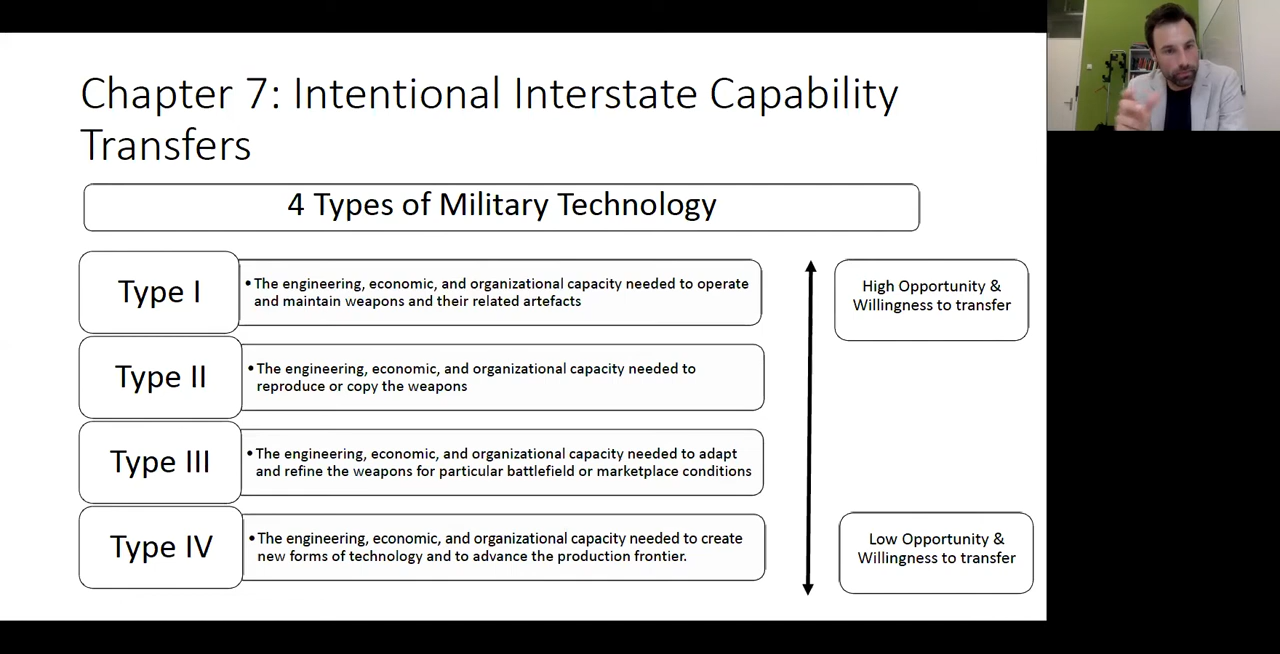 Chapter 7: Intentional Interstate Capability
Transfers
4 Types of Military Technology
Type I
• The engineering, economic, and organizational capacity needed to operate
and maintain weapons and their related artefacts
Type II
• The engineering, economic, and organizational capacity needed to
reproduce or copy the weapons
Type III
• The engineering, economic, and organizational capacity needed to adapt
and refine the weapons for particular battlefield or marketplace conditions
Type IV
• The engineering, economic, and organizational capacity needed to create
new forms of technology and to advance the production frontier.
High Opportunity &
Willingness to transfer
Low Opportunity &
Willingness to transfer